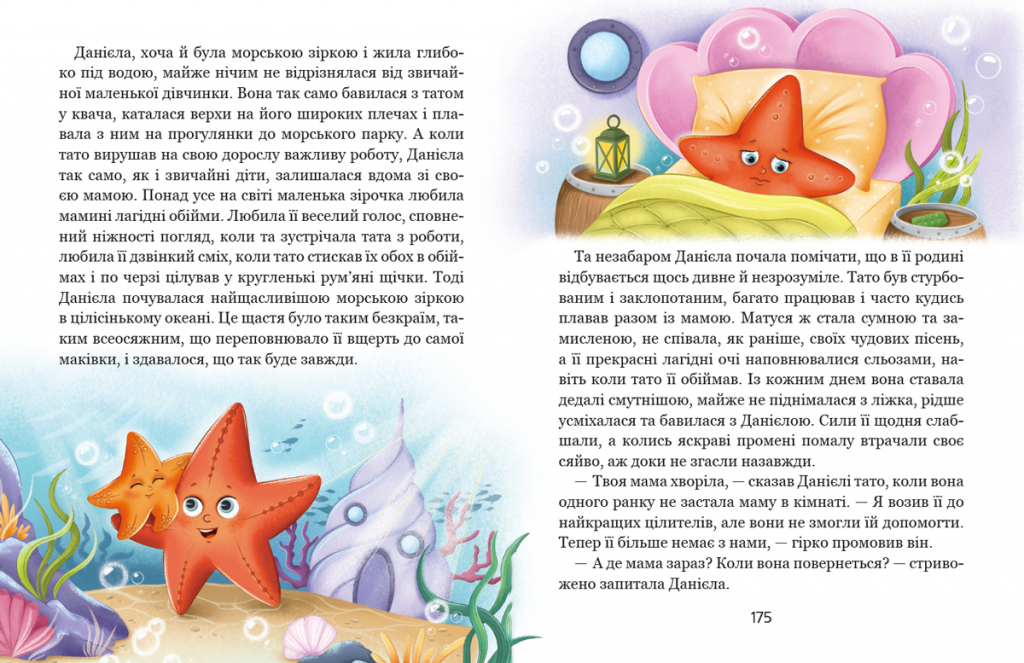 Данієла, хоча й була морською зіркою і жила глибо-
ко під водою, майже нічим не відрізнялася від звичай-
ної маленької дівчинки. Вона так само бавилася з татом
у квача, каталася верхи на його широких плечах і пла-
вала з ним на прогулянки до морського парку. А коли
тато вирушав на свою дорослу важливу роботу, Данієла
так само, як і звичайні діти, залишалася вдома зі сво-
єю мамою. Понад усе на світі маленька зірочка любила
мамині лагідні обійми. Любила її веселий голос, сповне-
ний ніжності погляд, коли та зустрічала тата з роботи,
любила її дзвінкий сміх, коли тато стискав їх обох в обій-
мах і по черзі цілував у кругленькі рум’яні щічки. Тоді
Данієла почувалася найщасливішою морською зіркою
в цілісінькому океані. Це щастя було таким безкраїм, та-
ким всеосяжним, що переповнювало її вщерть до самої
маківки, і здавалося, що так буде завжди.
Та незабаром Данієла почала помічати, що в її родині
відбувається щось дивне й незрозуміле. Тато був стурбо-
ваним і заклопотаним, багато працював і часто кудись
плавав разом із мамою. Матуся ж стала сумною та за-
мисленою, не співала, як раніше, своїх чудових пісень,
а її прекрасні лагідні очі наповнювалися сльозами, на-
віть коли тато її обіймав. Із кожним днем вона ставала
дедалі смутнішою, майже не піднімалася з ліжка, рідше
усміхалася та бавилася з Данієлою. Сили її щодня слаб-
шали, а колись яскраві промені помалу втрачали своє
сяйво, аж доки не згасли назавжди.
— Твоя мама хворіла, — сказав Данієлі тато, коли вона
одного ранку не застала маму в кімнаті. — Я возив її до
найкращих цілителів, але вони не змогли їй допомогти.
Тепер її більше немає з нами, — гірко промовив він.
— А де мама зараз? Коли вона повернеться? — стриво-
жено запитала Данієла.
175